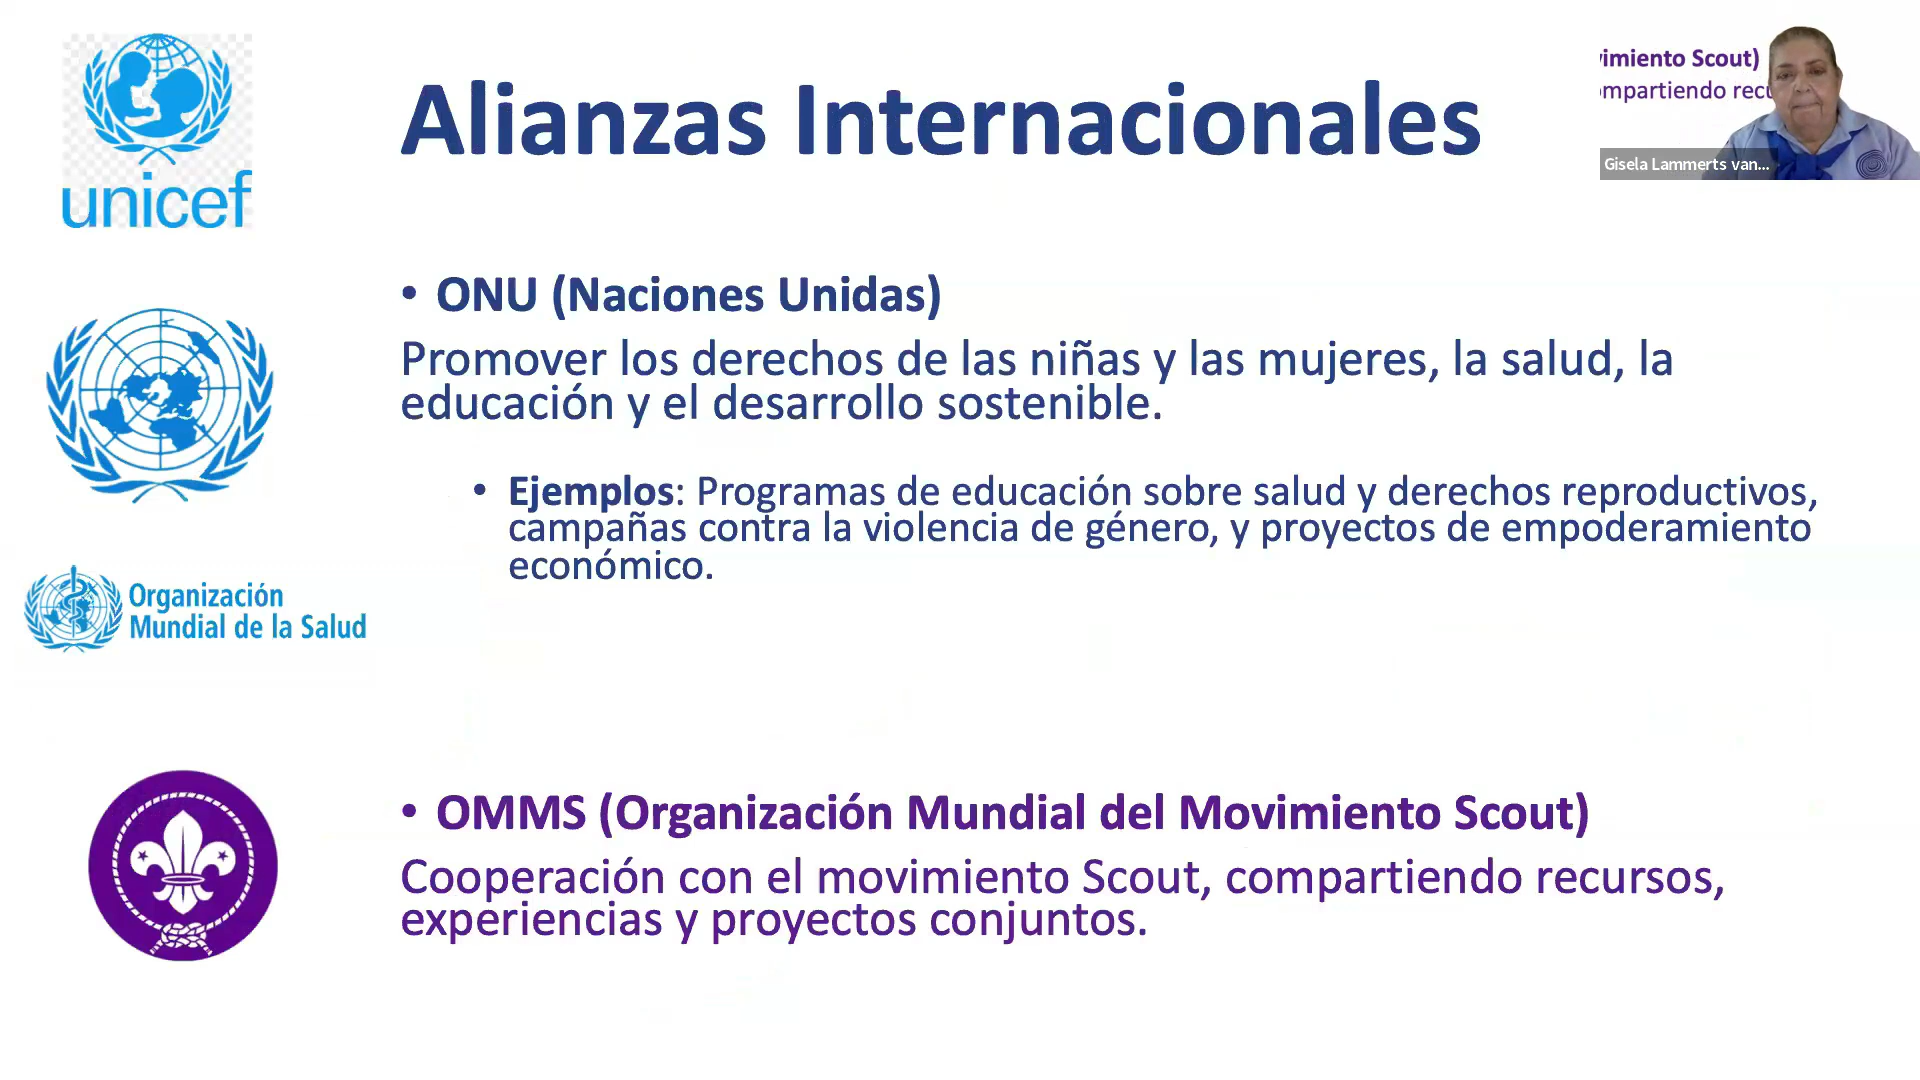 unicef
Alianzas Internacionales
vimiento Scout)
ompartiendo recu
Gisela Lammerts van...
• ONU (Naciones Unidas)
Promover los derechos de las niñas y las mujeres, la salud, la
educación y el desarrollo sostenible.
• Ejemplos: Programas de educación sobre salud y derechos reproductivos,
campañas contra la violencia de género, y proyectos de empoderamiento
económico.
Organización
Mundial de la Salud
• OMMS (Organización Mundial del Movimiento Scout)
Cooperación con el movimiento Scout, compartiendo recursos,
experiencias y proyectos conjuntos.